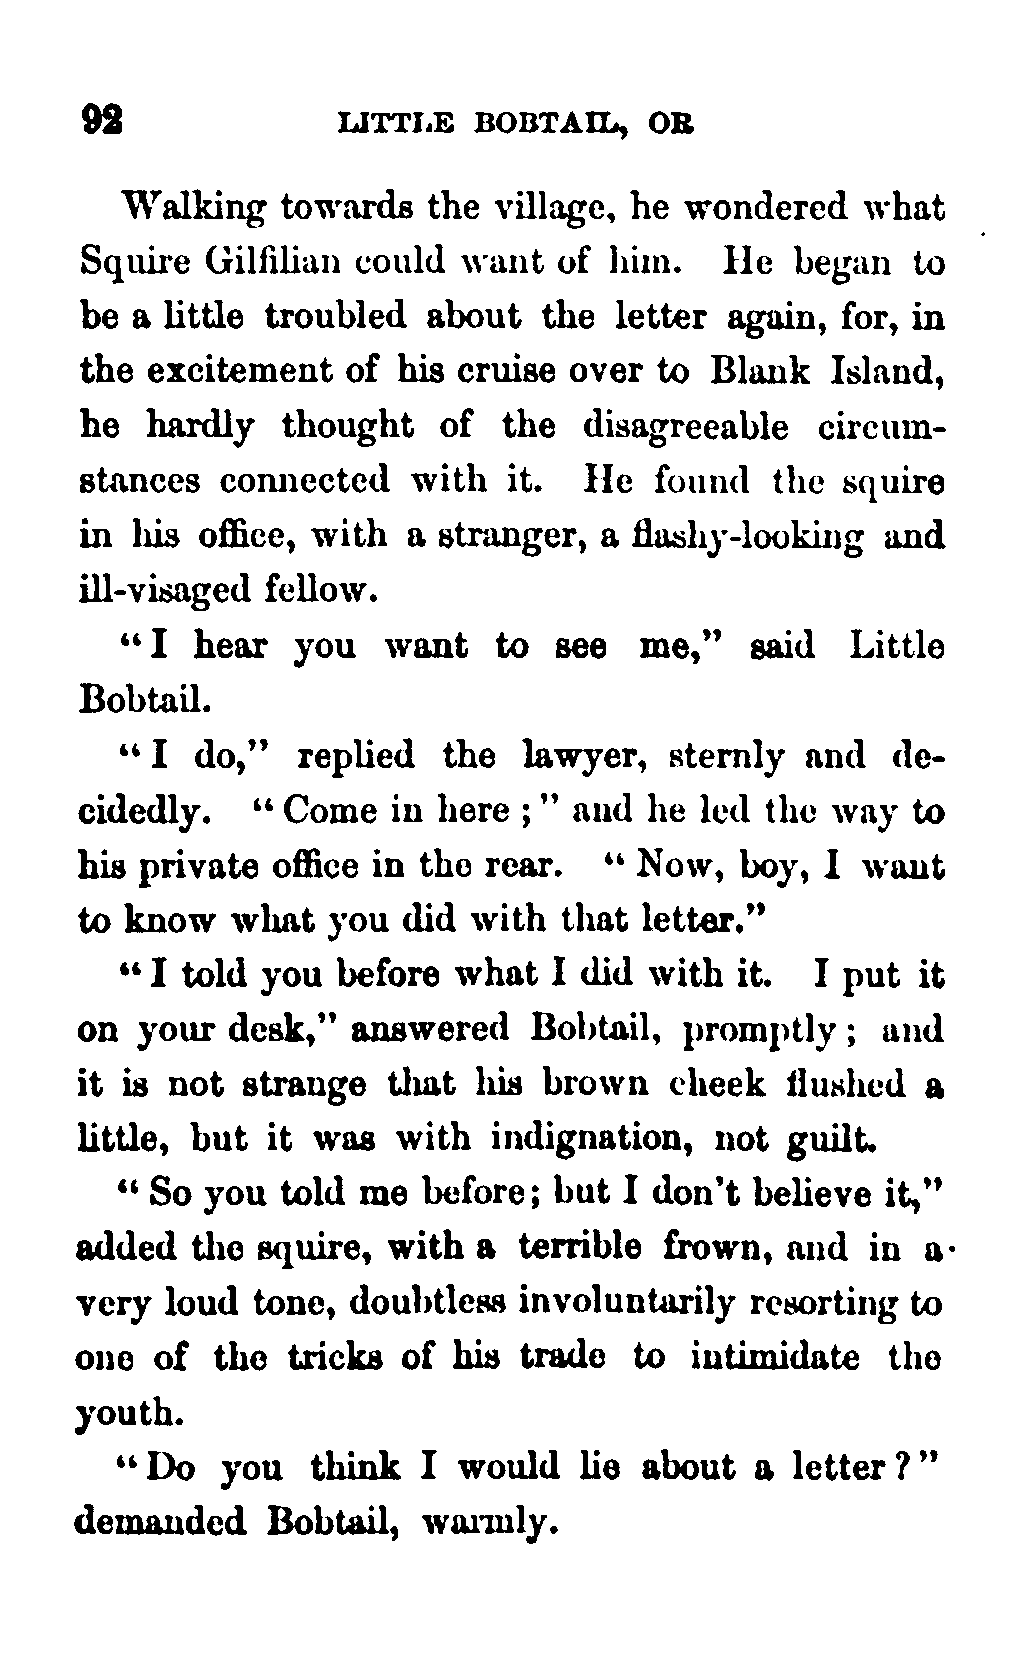 92 LITTLE BOBTAIL, OR
Walking towards the village, he wondered what
Squire Gilfilian could want of him. He began to
be a little troubled about the letter again, for, in
the excitement of his cruise over to Blank Island,
he hardly thought of the disagreeable circum-
stances connected with it. He found the squire
in his office, with a stranger, a flashy-looking and
ill-visaged fellow.
"I hear you want to see me," said Little
Bobtail.
"I do," replied the lawyer, sternly and de-
cidedly. "Come in here;" and he led the way to
his private office in the rear. "Now, boy, I want
to know what you did with that letter."
"I told you before what I did with it. I put it
on your desk," answered Bobtail, promptly; and
it is not strange that his brown cheek flushed a
little, but it was with indignation, not guilt.
"So you told me before; but I don't believe it,"
added the squire, with a terrible frown, and in a
very loud tone, doubtless involuntarily resorting to
one of the tricks of his trade to intimidate the
youth.
"Do you think I would lie about a letter?"
demanded Bobtail, warmly.